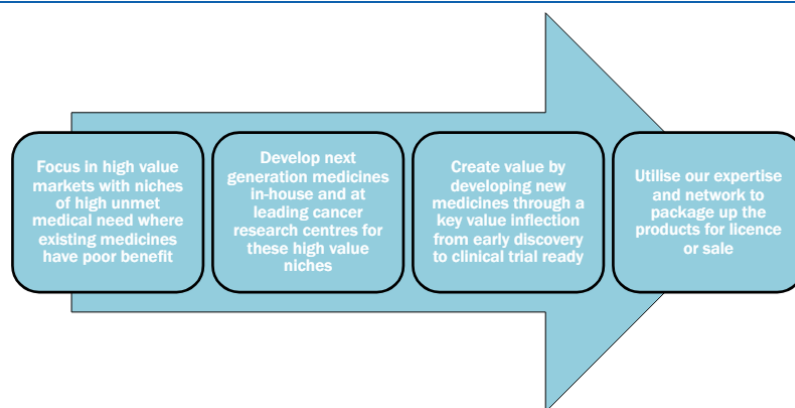 Focus in high value
markets with niches
of high unmet
medical need where
existing medicines
have poor benefit
Develop next
generation medicines
in-house and at
leading cancer
research centres for
these high value
niches
Create value by
developing new
medicines through a
key value inflection
from early discovery
to clinical trial ready
Utilise our expertise
and network to
package up the
products for licence
or sale